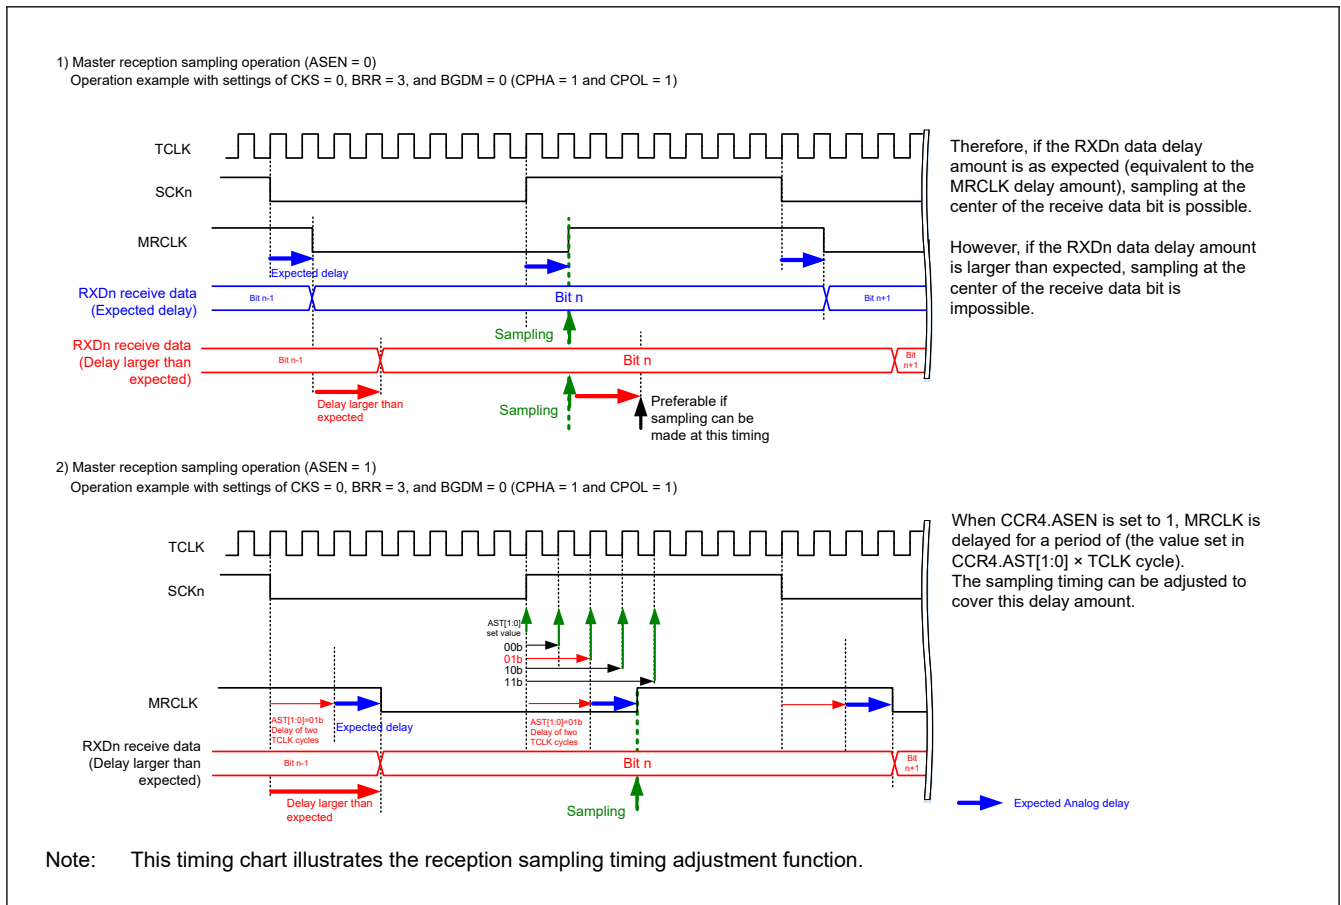 1) Master reception sampling operation (ASEN = 0)
Operation example with settings of CKS = 0, BRR = 3, and BGDM = 0 (CPHA = 1 and CPOL = 1)
TCLK
SCKn
MRCLK
Expected delay
RXDn receive data
(Expected delay)
Bit n-1
Bit n
Bit n+1
Sampling
RXDn receive data
(Delay larger than
expected)
Bit n-1
Bit n
Bit
n+1
Delay larger than
expected
Sampling
Preferable if
sampling can be
made at this timing
Therefore, if the RXDn data delay
amount is as expected (equivalent to the
MRCLK delay amount), sampling at the
center of the receive data bit is possible.
However, if the RXDn data delay amount
is larger than expected, sampling at the
center of the receive data bit is
impossible.
2) Master reception sampling operation (ASEN = 1)
Operation example with settings of CKS = 0, BRR = 3, and BGDM = 0 (CPHA = 1 and CPOL = 1)
TCLK
SCKn
AST[1:0]
set value
00b
01b
10b
11b
MRCLK
AST[1:0]=01b
Delay of two
TCLK cycles
Expected delay
AST[1:0]=01b
Delay of two
TCLK cycles
RXDn receive data
(Delay larger than
expected)
Bit n-1
Bit n
Bit
n+1
Delay larger than
expected
Sampling
When CCR4.ASEN is set to 1, MRCLK is
delayed for a period of (the value set in
CCR4.AST[1:0] × TCLK cycle).
The sampling timing can be adjusted to
cover this delay amount.
Expected Analog delay
Note: This timing chart illustrates the reception sampling timing adjustment function.